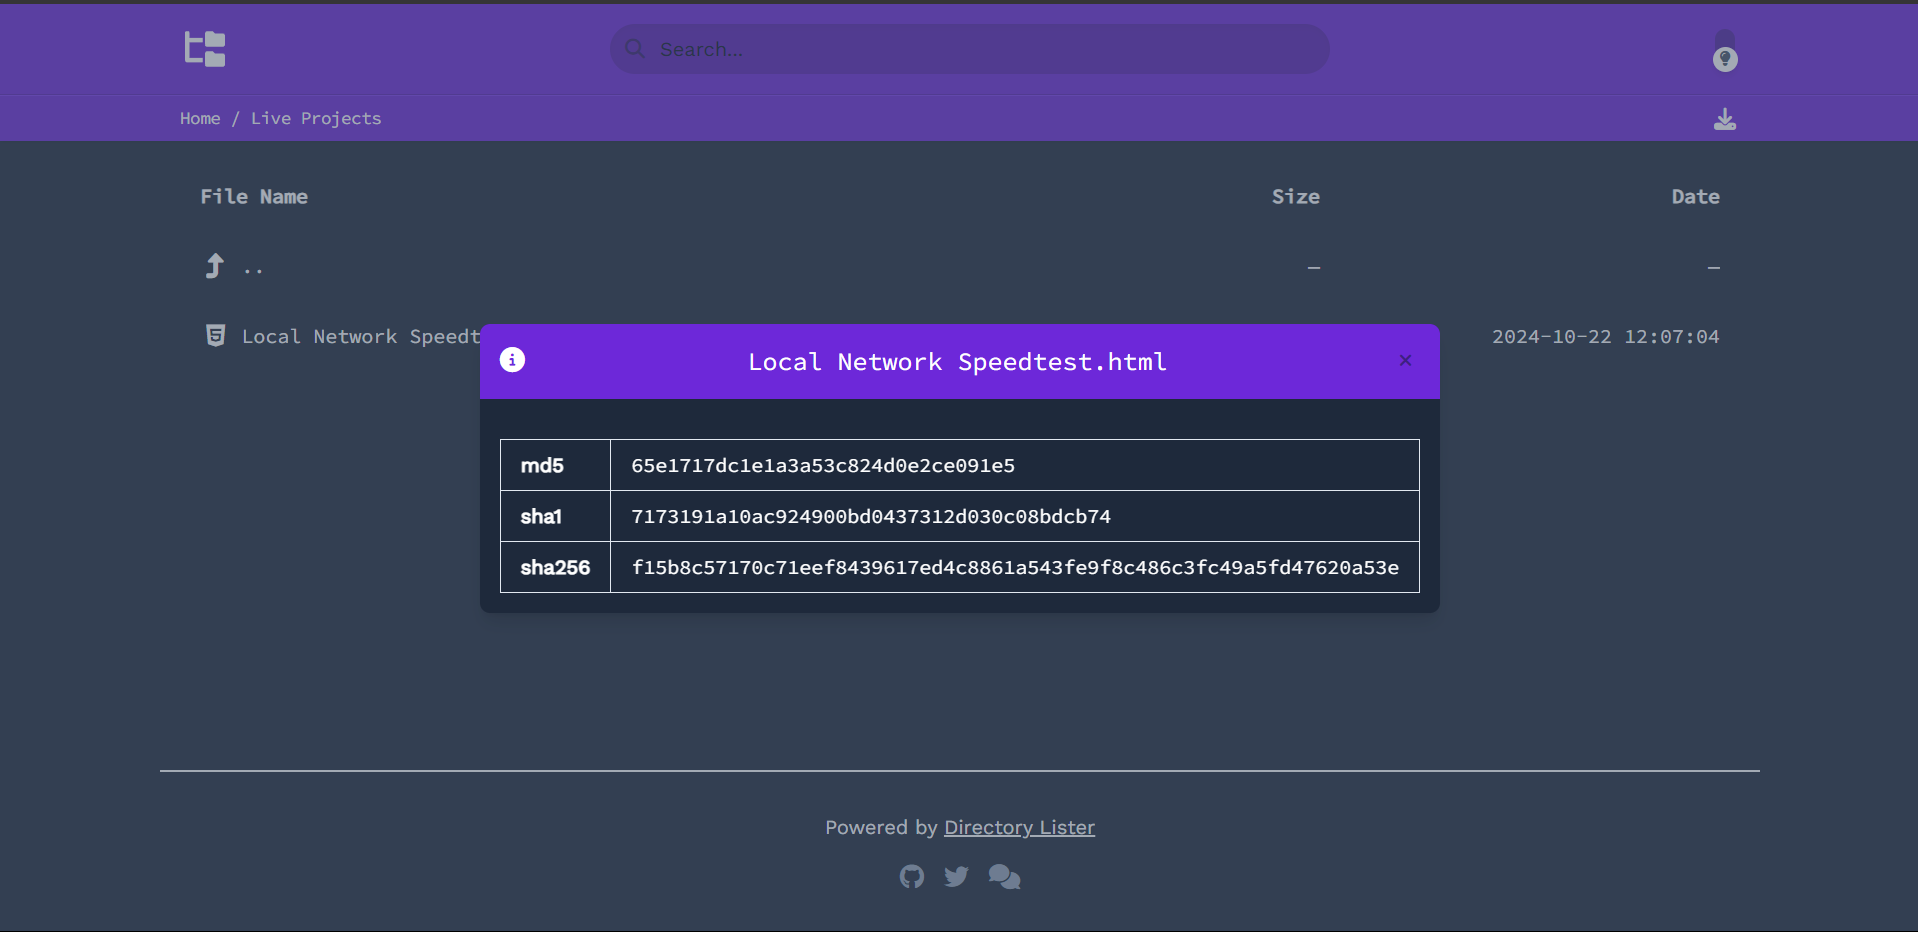 Search...
Home / Live Projects
File Name Size Date
.. — —
Local Network Speedt 2024-10-22 12:07:04
Local Network Speedtest.html ×
md5 65e1717dc1e1a3a53c824d0e2ce091e5
sha1 7173191a10ac924900bd0437312d030c08bdcb74
sha256 f15b8c57170c71eef8439617ed4c8861a543fe9f8c486c3fc49a5fd47620a53e
Powered by Directory Lister